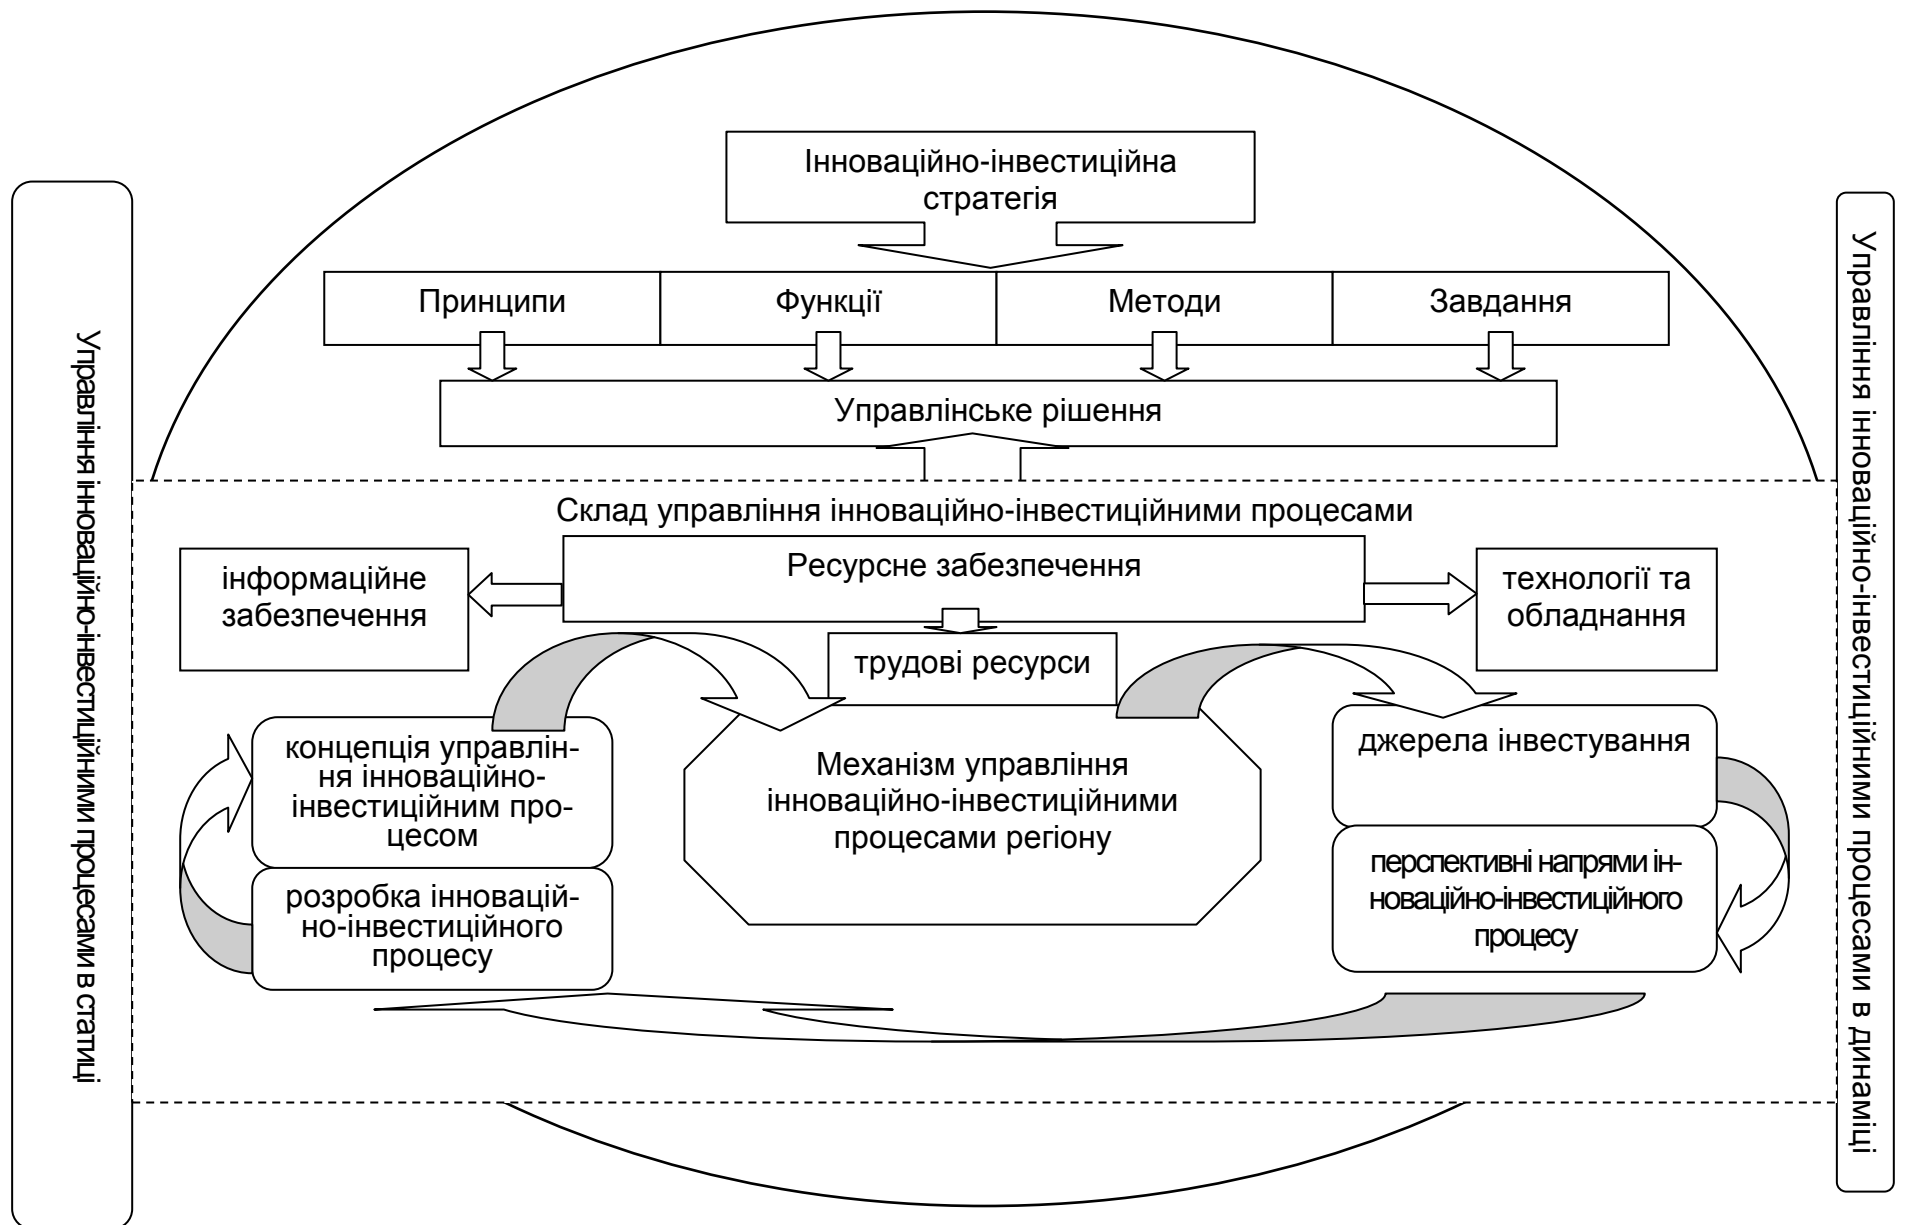 Інноваційно-інвестиційна
стратегія
Принципи
Функції
Методи
Завдання
Управлінське рішення
Склад управління інноваційно-інвестиційними процесами
Ресурсне забезпечення
інформаційне
забезпечення
технології та
обладнання
трудові ресурси
концепція управлін-
ня інноваційно-
інвестиційним про-
цесом
розробка інновацій-
но-інвестиційного
процесу
Механізм управління
інноваційно-інвестиційними
процесами регіону
джерела інвестування
перспективні напрями ін-
новаційно-інвестиційного
процесу
Управління інноваційно-інвестиційними процесами в статиці
Управління інноваційно-інвестиційними процесами в динаміці